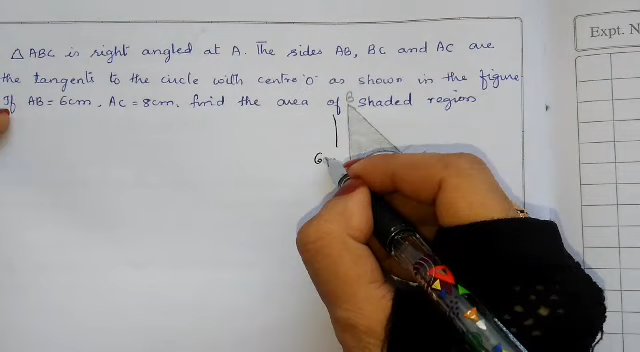 △ ABC is right angled at A. The sides AB, BC and AC are
the tangents to the circle with centre 'O' as shown in the figure
If AB = 6cm, AC = 8cm, find the area of shaded region
B
6
Expt. N